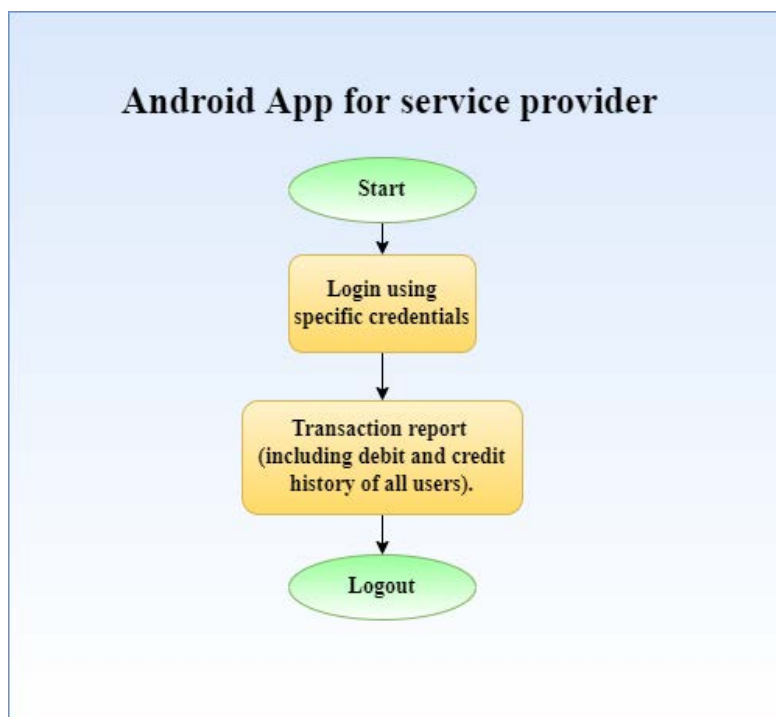 Android App for service provider
Start
Login using
specific credentials
Transaction report
(including debit and credit
history of all users).
Logout